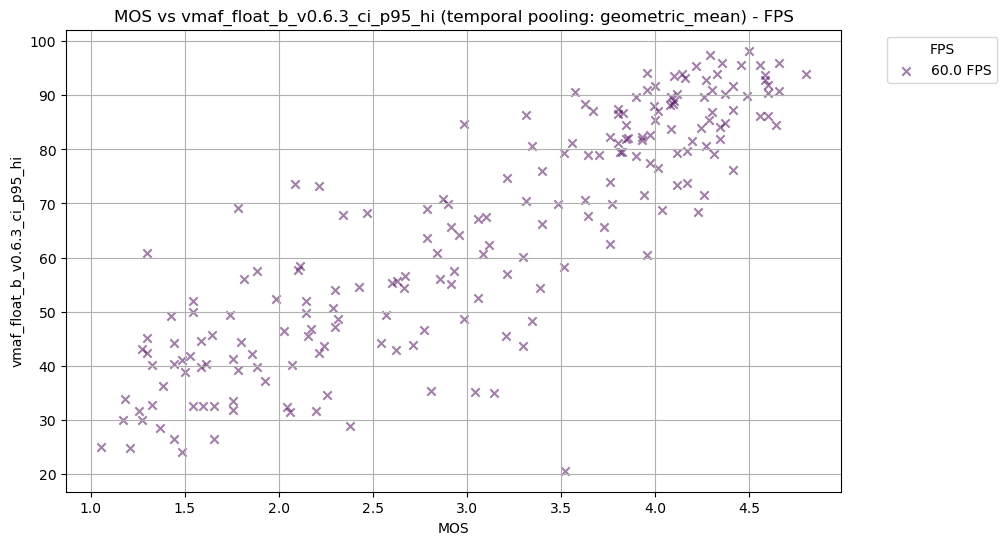 MOS vs vmaf_float_b_v0.6.3_ci_p95_hi (temporal pooling: geometric_mean) - FPS
FPS
60.0 FPS
vmaf_float_b_v0.6.3_ci_p95_hi
100
90
80
70
60
50
40
30
20
1.0 1.5 2.0 2.5 3.0 3.5 4.0 4.5
MOS